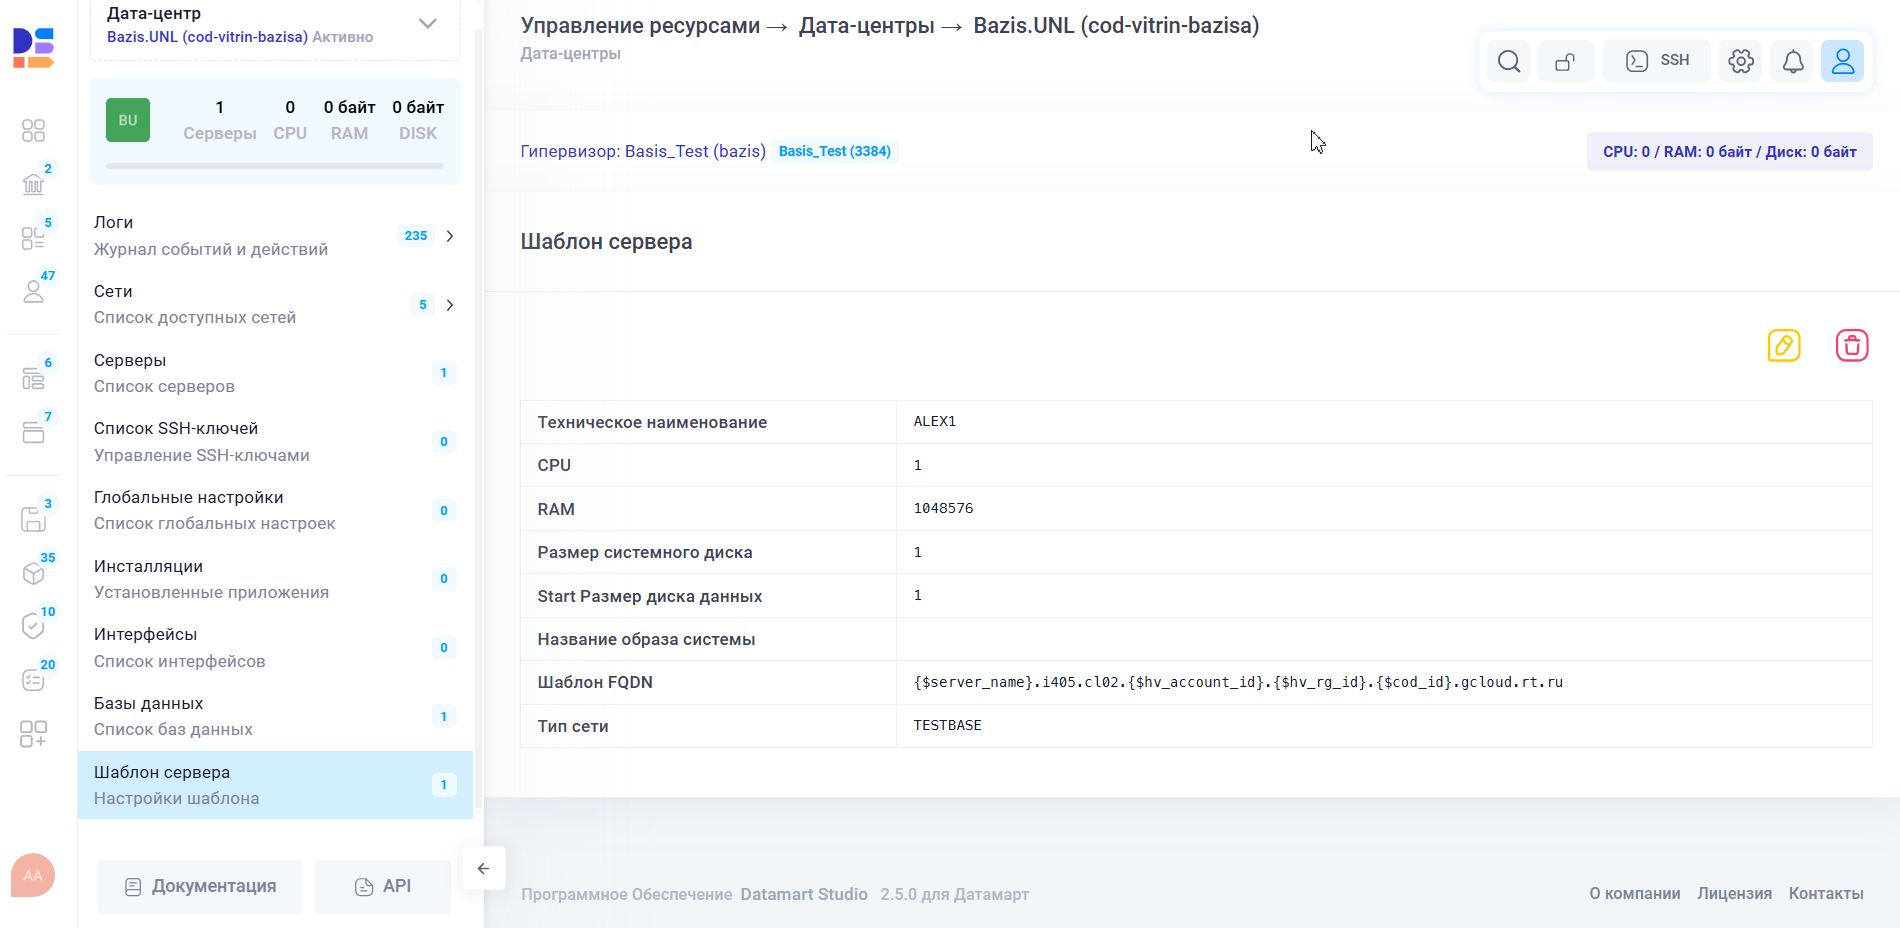 Дата-центр
Bazis.UNL (cod-vitrin-bazisa) Активно
BU
1 0 0 байт 0 байт
Серверы CPU RAM DISK
2
5
47
6
7
3
35
10
20
AA
Логи
Журнал событий и действий
235
Сети
Список доступных сетей
5
Серверы
Список серверов
1
Список SSH-ключей
Управление SSH-ключами
0
Глобальные настройки
Список глобальных настроек
0
Инсталляции
Установленные приложения
0
Интерфейсы
Список интерфейсов
0
Базы данных
Список баз данных
1
Шаблон сервера
Настройки шаблона
1
Документация
API
Управление ресурсами → Дата-центры → Bazis.UNL (cod-vitrin-bazisa)
Дата-центры
SSH
Гипервизор: Basis_Test (bazis) Basis_Test (3384)
CPU: 0 / RAM: 0 байт / Диск: 0 байт
Шаблон сервера
Техническое наименование ALEX1
CPU 1
RAM 1048576
Размер системного диска 1
Start Размер диска данных 1
Название образа системы
Шаблон FQDN {$server_name}.i405.cl02.{$hv_account_id}.{$hv_rg_id}.{$cod_id}.gcloud.rt.ru
Тип сети TESTBASE
Программное Обеспечение Datamart Studio 2.5.0 для Датамарт
О компании Лицензия Контакты